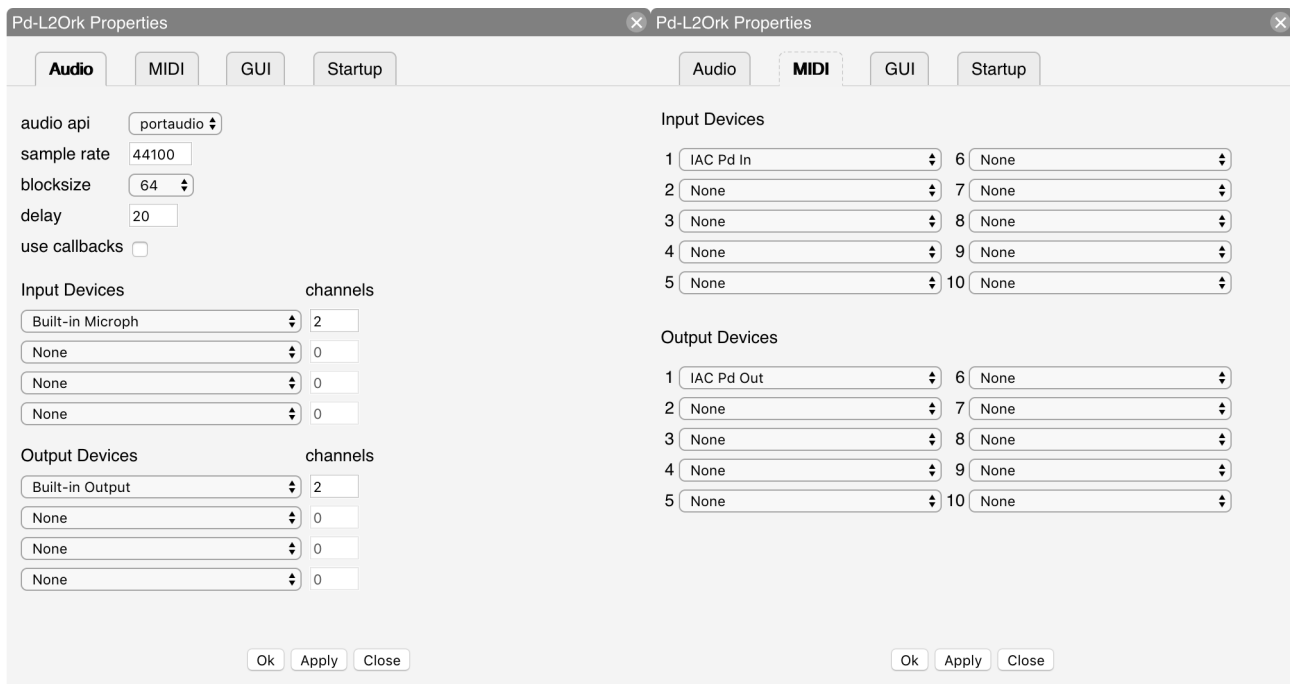 Pd-L2Ork Properties
Audio MIDI GUI Startup
audio api portaudio
sample rate 44100
blocksize 64
delay 20
use callbacks
Input Devices channels
Built-in Microph 2
None 0
None 0
None 0
Output Devices channels
Built-in Output 2
None 0
None 0
None 0
Ok Apply Close
Pd-L2Ork Properties
Audio MIDI GUI Startup
Input Devices
1 IAC Pd In 6 None
2 None 7 None
3 None 8 None
4 None 9 None
5 None 10 None
Output Devices
1 IAC Pd Out 6 None
2 None 7 None
3 None 8 None
4 None 9 None
5 None 10 None
Ok Apply Close